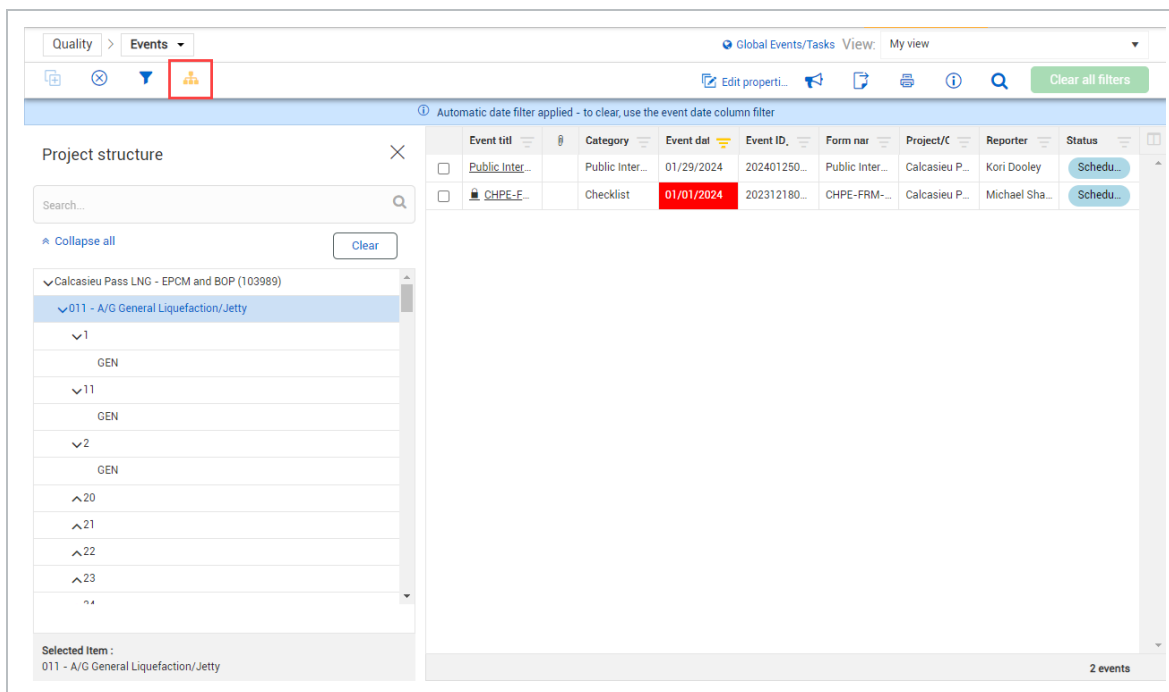 Quality > Events
Global Events/Tasks View: My view
Edit properti...
Clear all filters
Automatic date filter applied - to clear, use the event date column filter
Project structure
Search...
Collapse all
Clear
Calcasieu Pass LNG - EPCM and BOP (103989)
011 - A/G General Liquefaction/Jetty
1
GEN
11
GEN
2
GEN
20
21
22
23
24
Selected Item :
011 - A/G General Liquefaction/Jetty
Event titl Category Event dat Event ID, Form nar Project/C Reporter Status
Public Inter... Public Inter... 01/29/2024 202401250... Public Inter... Calcasieu P... Kori Dooley Schedu...
CHPE-F... Checklist 01/01/2024 202312180... CHPE-FRM-... Calcasieu P... Michael Sha... Schedu...
2 events